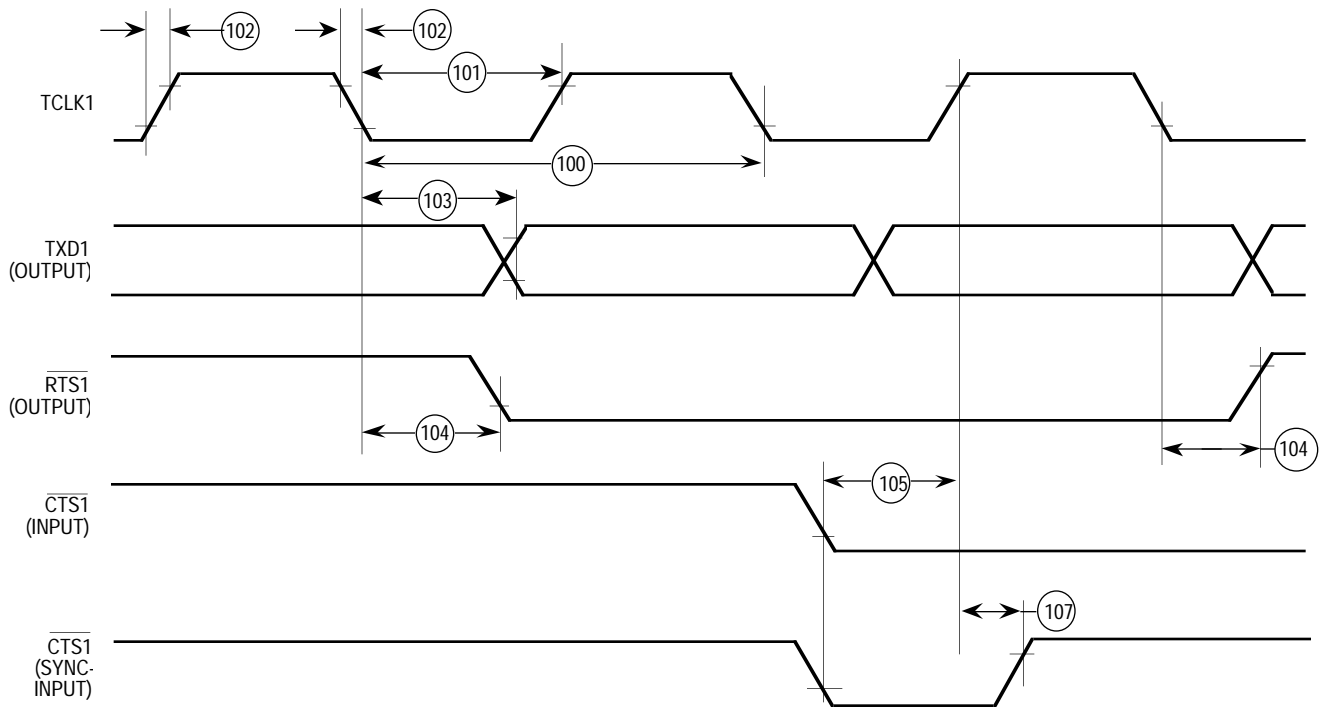 102
102
101
TCLK1
100
103
TXD1
(OUTPUT)
RTS1
(OUTPUT)
104
104
CTS1
(INPUT)
105
107
CTS1
(SYNC-
INPUT)